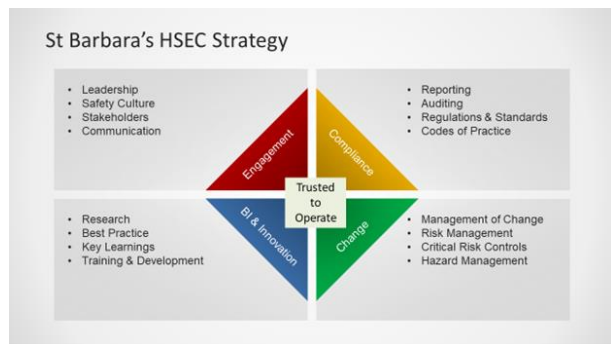 St Barbara's HSEC Strategy
• Leadership
• Safety Culture
• Stakeholders
• Communication
Engagement
Compliance
• Reporting
• Auditing
• Regulations & Standards
• Codes of Practice
Trusted
to
Operate
• Research
• Best Practice
• Key Learnings
• Training & Development
BI & Innovation
Change
• Management of Change
• Risk Management
• Critical Risk Controls
• Hazard Management